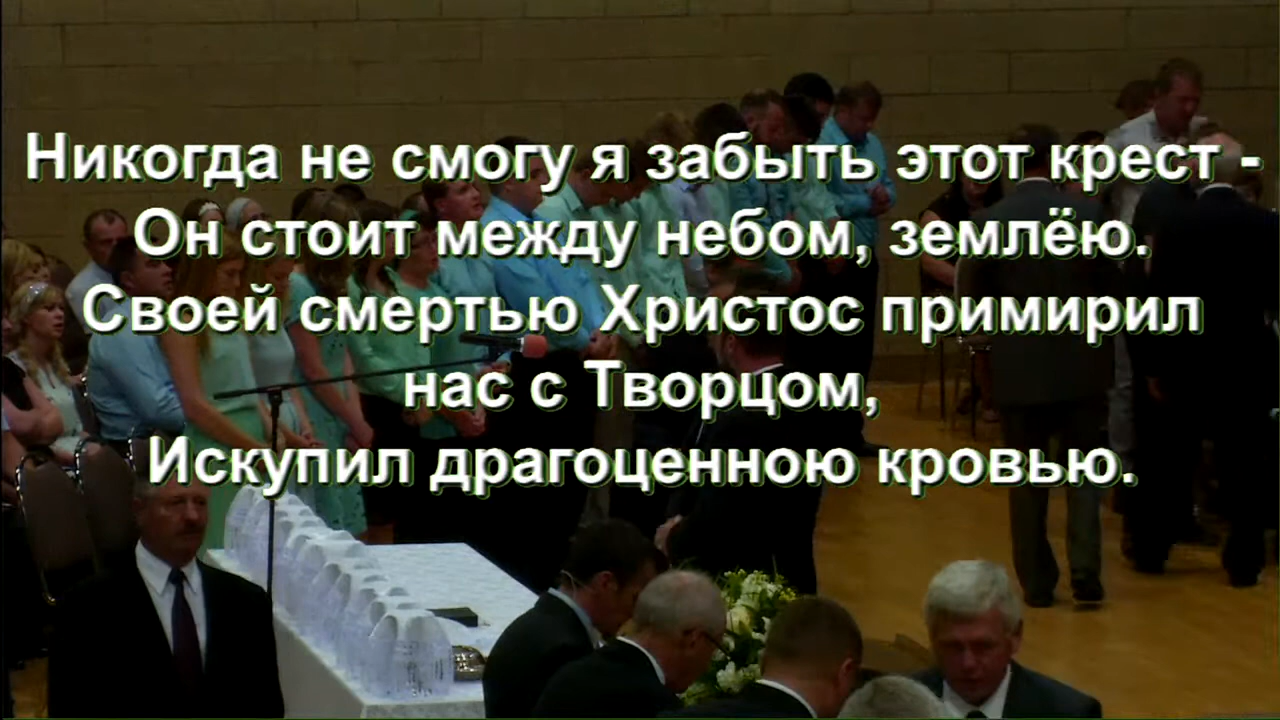 Никогда не смогу я забыть этот крест -
Он стоит между небом, землёю.
Своей смертью Христос примирил
нас с Творцом,
Искупил драгоценною кровью.